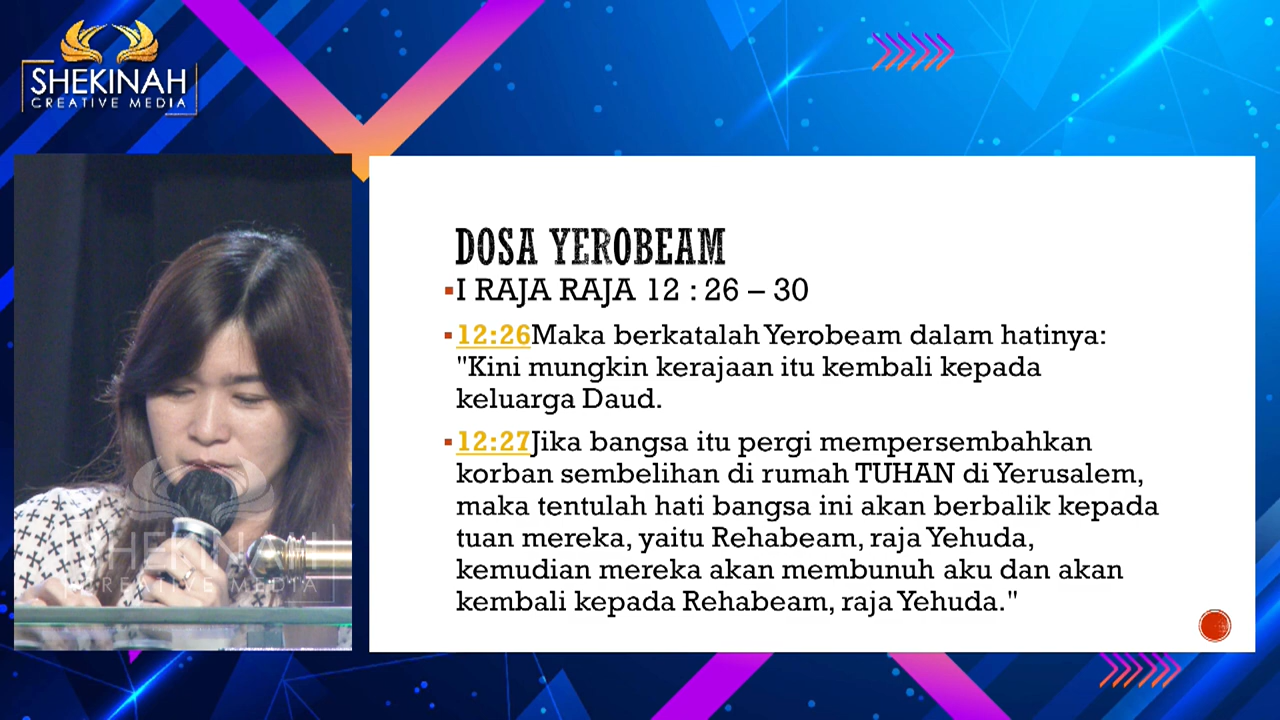 SHEKINAH
CREATIVE MEDIA
DOSA YEROBEAM
I RAJA RAJA 12 : 26 – 30
12:26Maka berkatalah Yerobeam dalam hatinya:
"Kini mungkin kerajaan itu kembali kepada
keluarga Daud.
12:27Jika bangsa itu pergi mempersembahkan
korban sembelihan di rumah TUHAN di Yerusalem,
maka tentulah hati bangsa ini akan berbalik kepada
tuan mereka, yaitu Rehabeam, raja Yehuda,
kemudian mereka akan membunuh aku dan akan
kembali kepada Rehabeam, raja Yehuda."
SHEKINAH
CREATIVE MEDIA